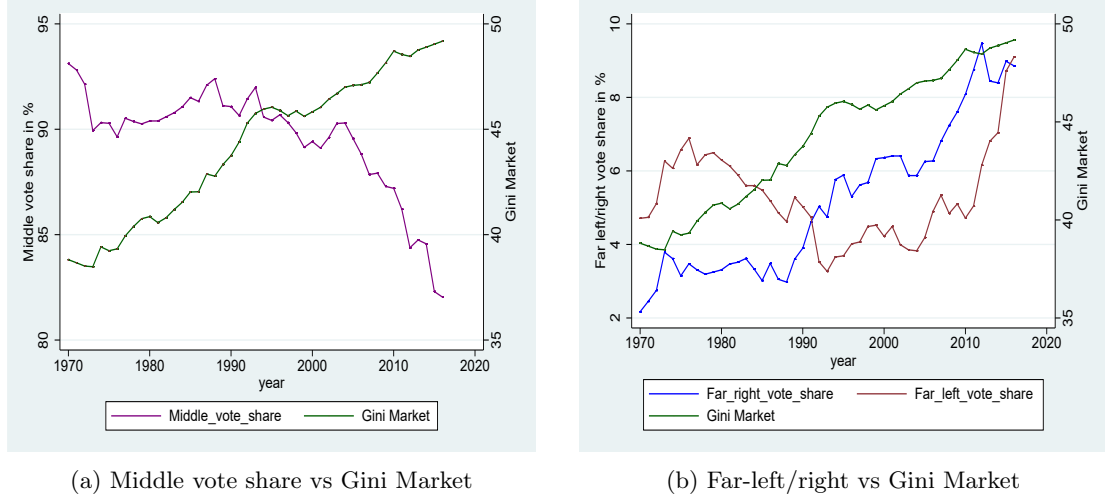 95
90
85
80
Middle vote share in %
50
45
40
35
Gini Market
1970 1980 1990 2000 2010 2020
year
Middle_vote_share Gini Market
(a) Middle vote share vs Gini Market
10
8
6
4
2
Far left/right vote share in %
50
45
40
35
Gini Market
1970 1980 1990 2000 2010 2020
year
Far_right_vote_share Far_left_vote_share
Gini Market
(b) Far-left/right vs Gini Market